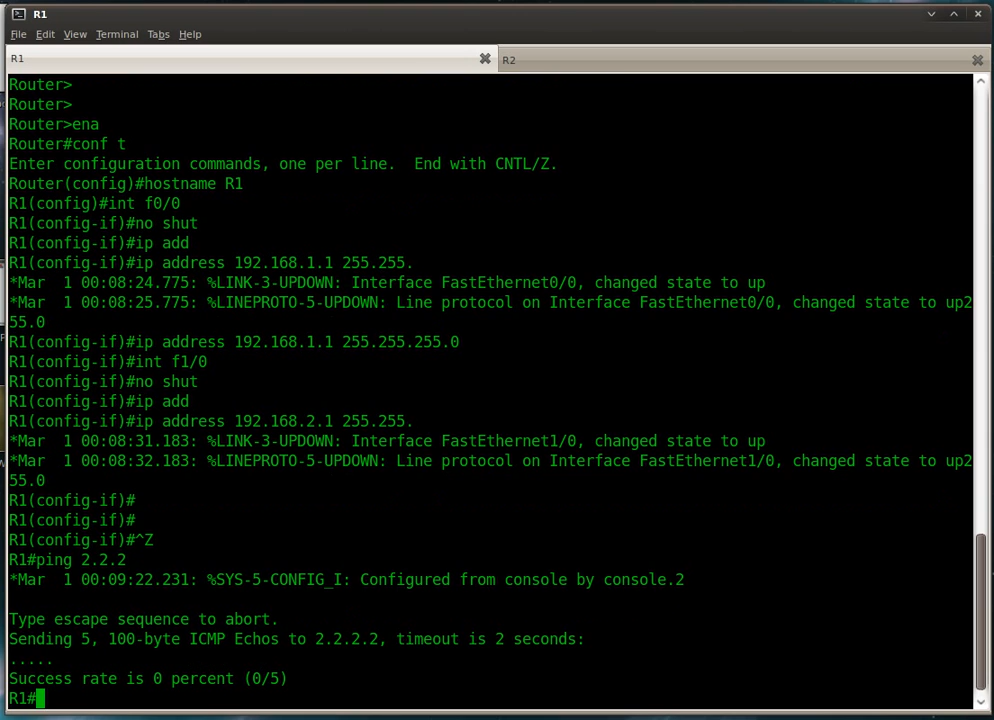 R1
File Edit View Terminal Tabs Help
R1 R2
Router>
Router>
Router>ena
Router#conf t
Enter configuration commands, one per line.  End with CNTL/Z.
Router(config)#hostname R1
R1(config)#int f0/0
R1(config-if)#no shut
R1(config-if)#ip add
R1(config-if)#ip address 192.168.1.1 255.255.
*Mar  1 00:08:24.775: %LINK-3-UPDOWN: Interface FastEthernet0/0, changed state to up
*Mar  1 00:08:25.775: %LINEPROTO-5-UPDOWN: Line protocol on Interface FastEthernet0/0, changed state to up2
55.0
R1(config-if)#ip address 192.168.1.1 255.255.255.0
R1(config-if)#int f1/0
R1(config-if)#no shut
R1(config-if)#ip add
R1(config-if)#ip address 192.168.2.1 255.255.
*Mar  1 00:08:31.183: %LINK-3-UPDOWN: Interface FastEthernet1/0, changed state to up
*Mar  1 00:08:32.183: %LINEPROTO-5-UPDOWN: Line protocol on Interface FastEthernet1/0, changed state to up2
55.0
R1(config-if)#
R1(config-if)#
R1(config-if)#^Z
R1#ping 2.2.2
*Mar  1 00:09:22.231: %SYS-5-CONFIG_I: Configured from console by console.2

Type escape sequence to abort.
Sending 5, 100-byte ICMP Echos to 2.2.2.2, timeout is 2 seconds:
.....
Success rate is 0 percent (0/5)
R1#